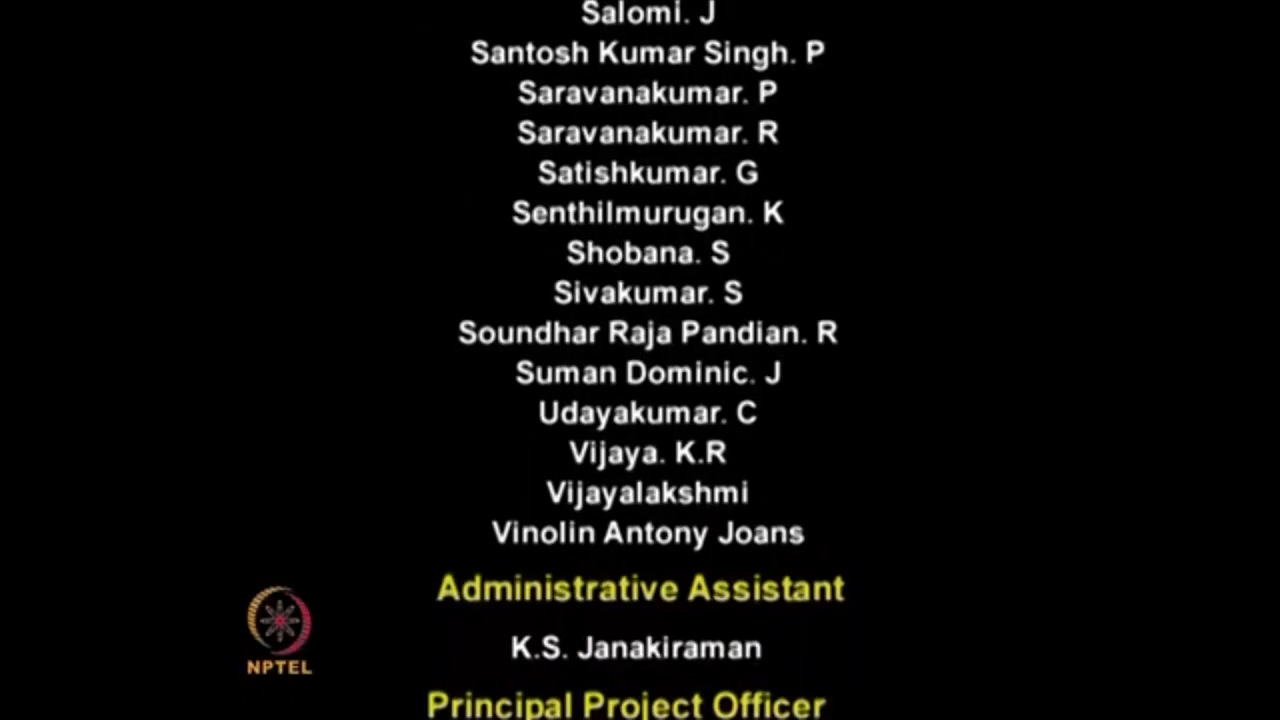 Salomi. J
Santosh Kumar Singh. P
Saravanakumar. P
Saravanakumar. R
Satishkumar. G
Senthilmurugan. K
Shobana. S
Sivakumar. S
Soundhar Raja Pandian. R
Suman Dominic. J
Udayakumar. C
Vijaya. K.R
Vijayalakshmi
Vinolin Antony Joans
Administrative Assistant
K.S. Janakiraman
NPTEL
Principal Project Officer